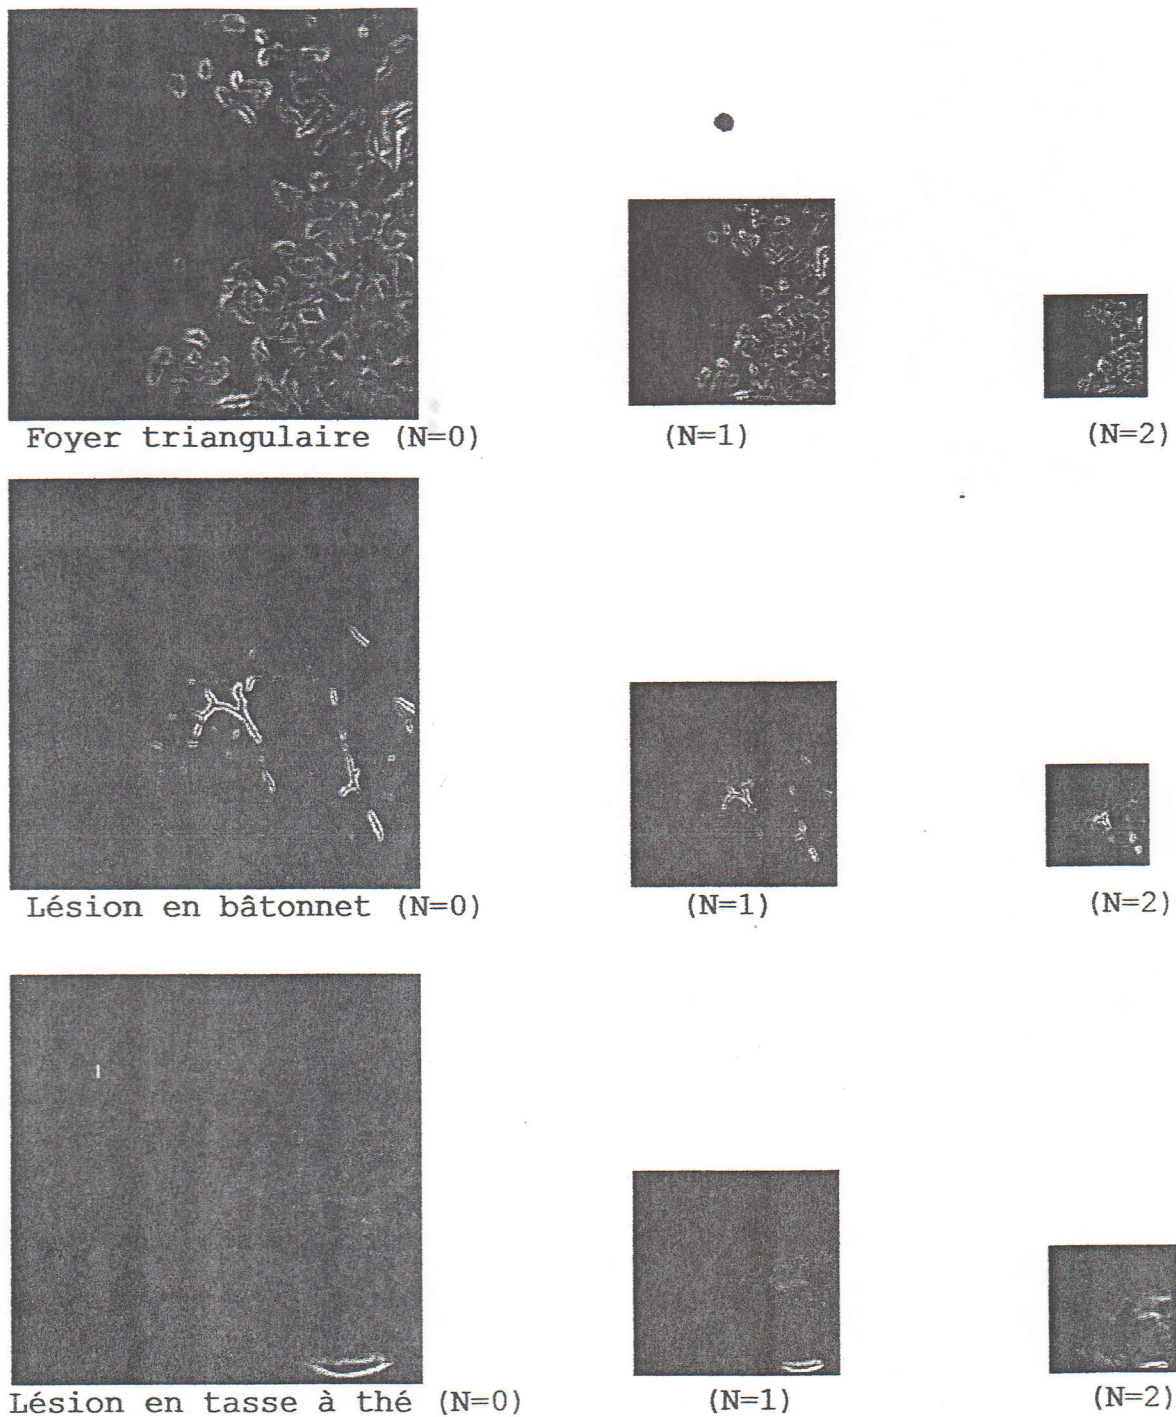 Foyer triangulaire (N=0) (N=1) (N=2)
Lésion en bâtonnet (N=0) (N=1) (N=2)
Lésion en tasse à thé (N=0) (N=1) (N=2)